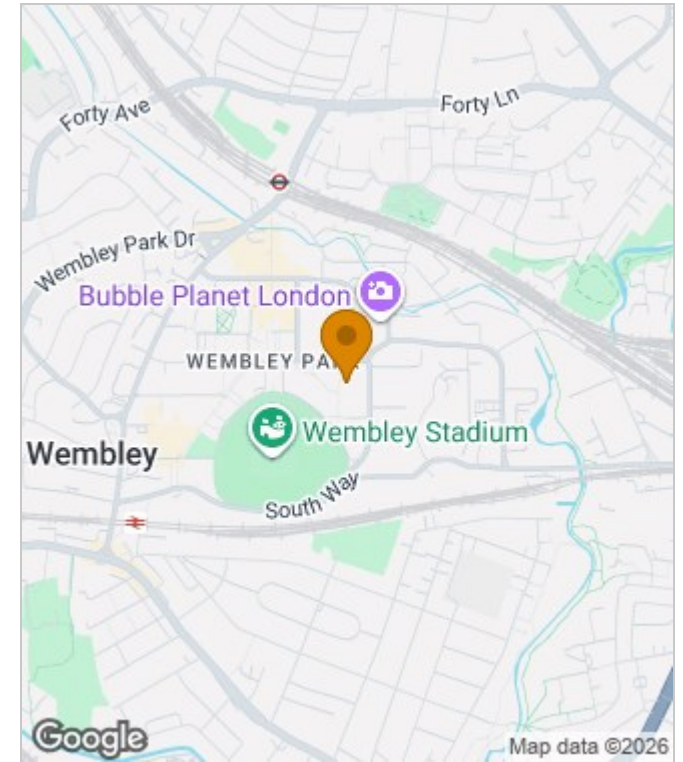 Forty Ave
Forty Ln
Wembley Park Dr
Bubble Planet London
WEMBLEY PA
Wembley Stadium
Wembley
South Way
Google
Map data ©2026